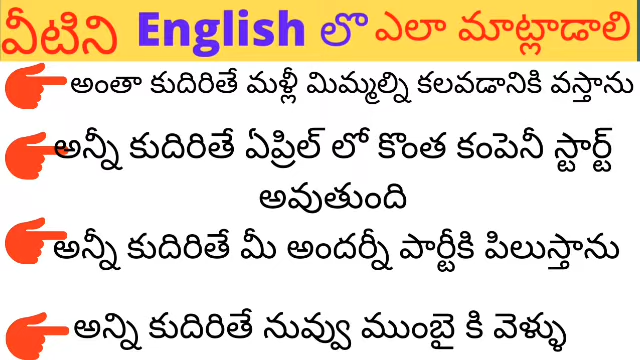 వీటిని English లొ ఎలా మాట్లాడాలి
అంతా కుదిరితే మళ్లీ మిమ్మల్ని కలవడానికి వస్తాను
అన్నీ కుదిరితే ఏప్రిల్ లో కొంత కంపెనీ స్టార్ట్
అవుతుంది
అన్నీ కుదిరితే మీ అందర్నీ పార్టీకి పిలుస్తాను
అన్ని కుదిరితే నువ్వు ముంబై కి వెళ్ళు